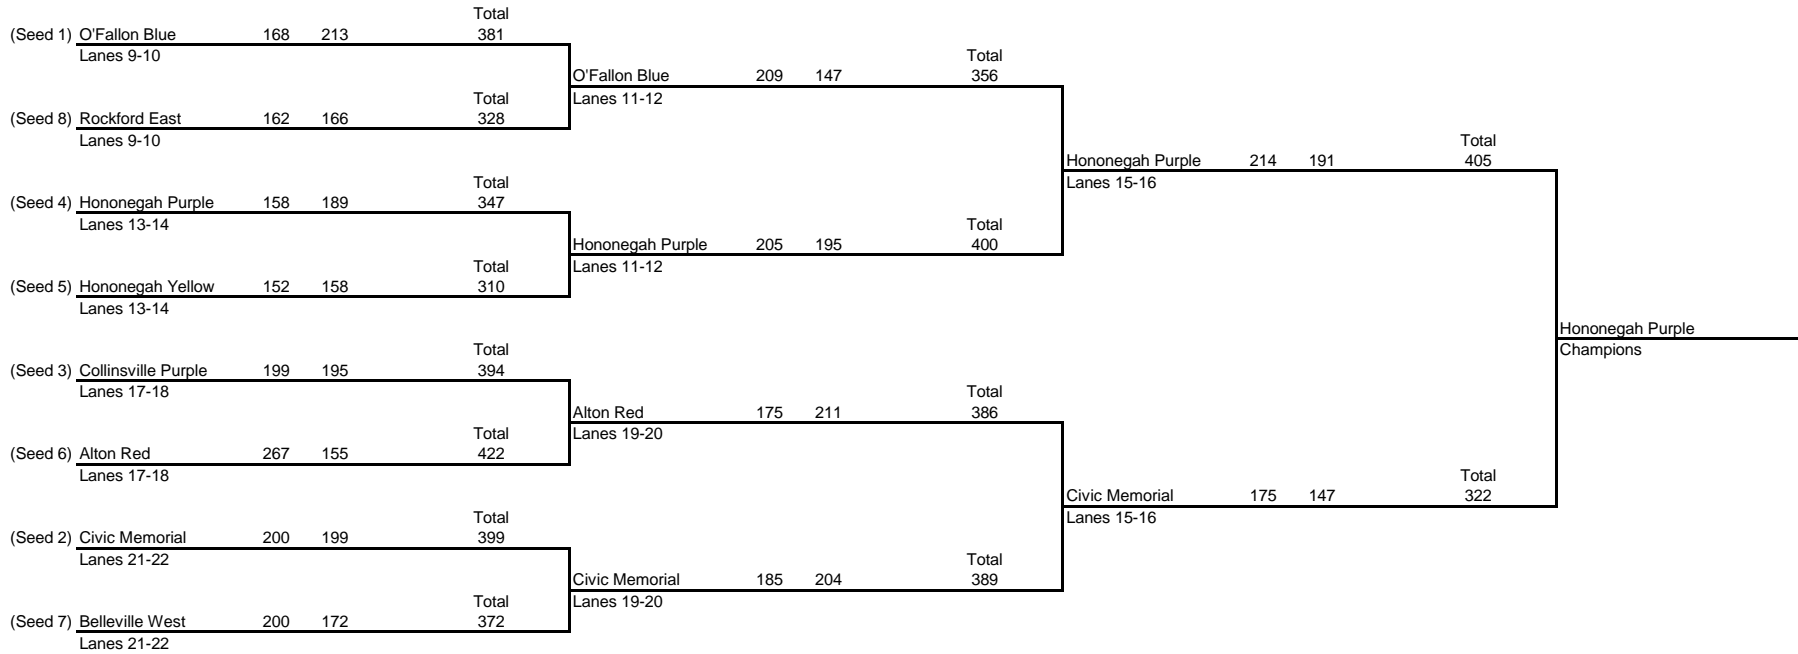 Total
(Seed 1) O'Fallon Blue 168 213 381
Lanes 9-10
Total
O'Fallon Blue 209 147 356
Total
Lanes 11-12
(Seed 8) Rockford East 162 166 328
Lanes 9-10
Total
Hononegah Purple 214 191 405
Total
Lanes 15-16
(Seed 4) Hononegah Purple 158 189 347
Lanes 13-14
Total
Hononegah Purple 205 195 400
Total
Lanes 11-12
(Seed 5) Hononegah Yellow 152 158 310
Lanes 13-14
Hononegah Purple
Total
Champions
(Seed 3) Collinsville Purple 199 195 394
Lanes 17-18
Total
Alton Red 175 211 386
Total
Lanes 19-20
(Seed 6) Alton Red 267 155 422
Lanes 17-18
Total
Civic Memorial 175 147 322
Total
Lanes 15-16
(Seed 2) Civic Memorial 200 199 399
Lanes 21-22
Total
Civic Memorial 185 204 389
Total
Lanes 19-20
(Seed 7) Belleville West 200 172 372
Lanes 21-22